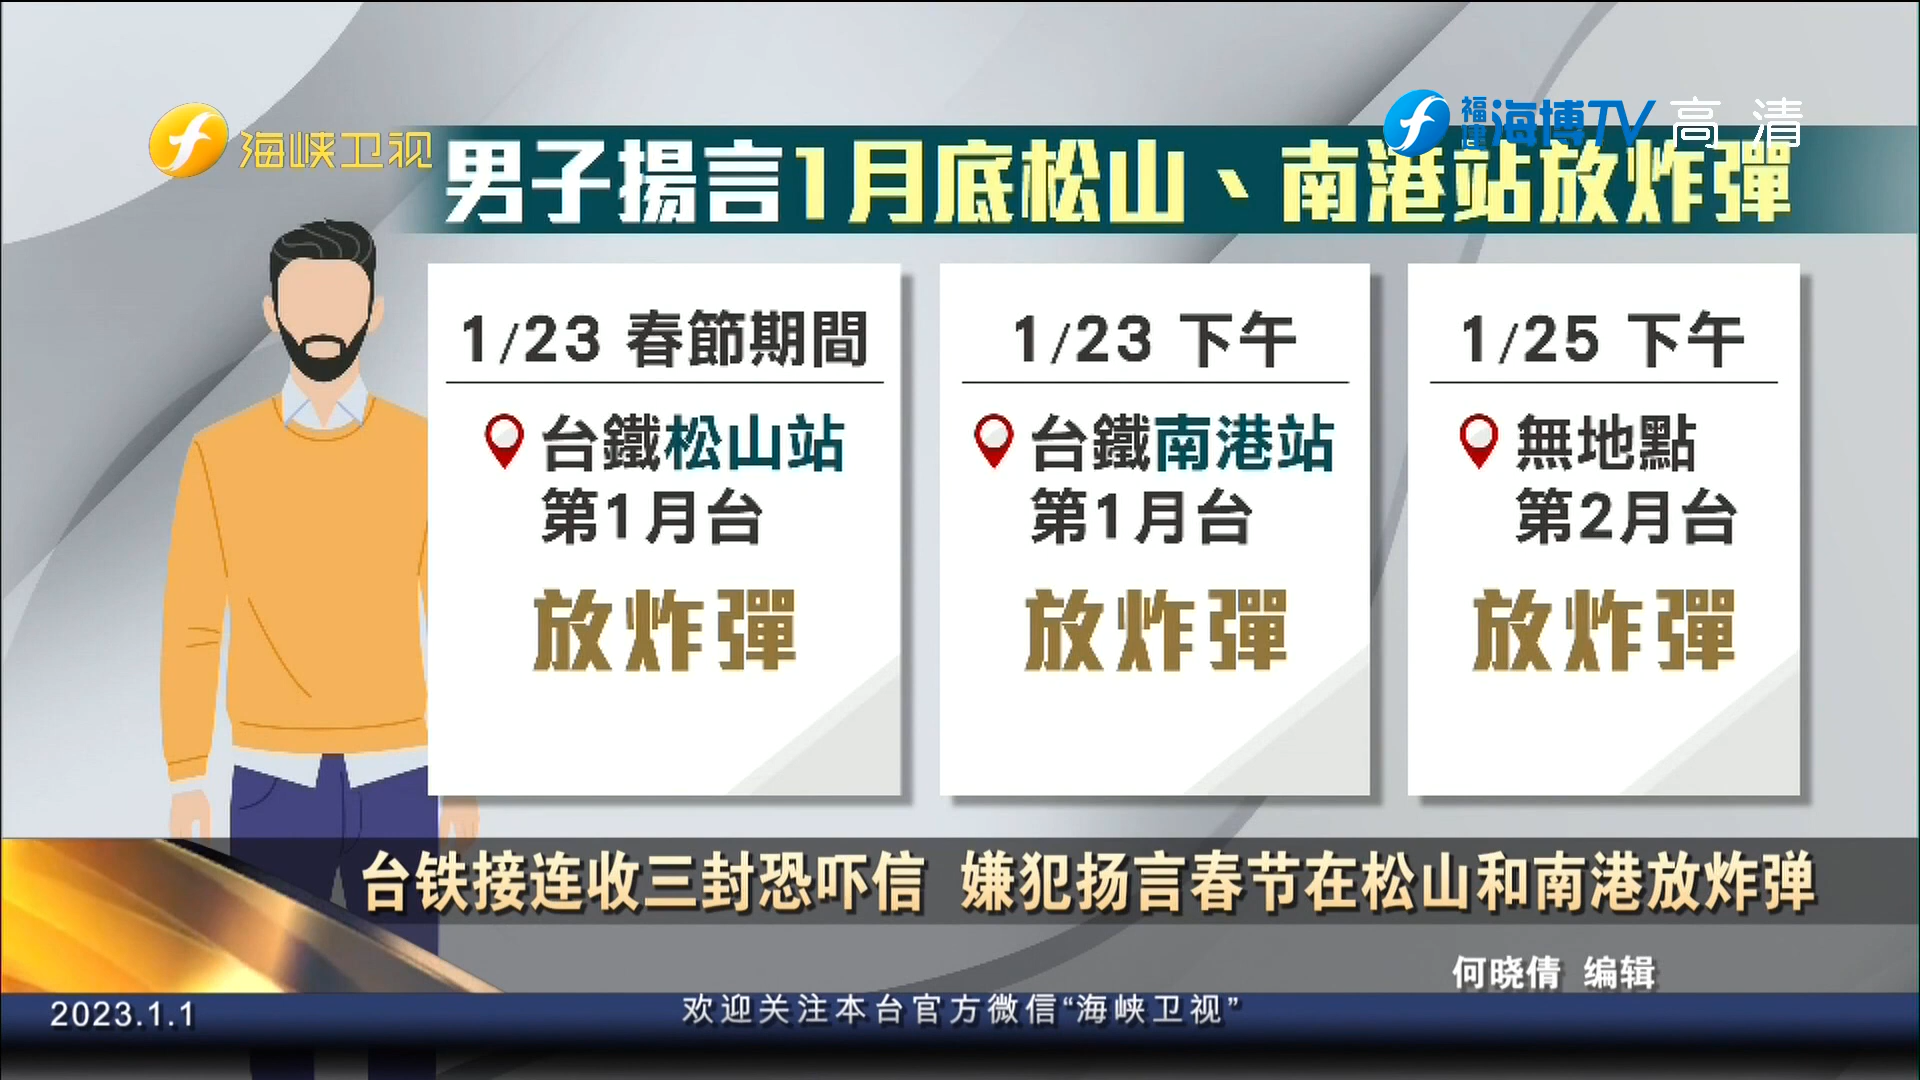 海峡卫视
福建 海博TV 高清
男子揚言1月底松山、南港站放炸彈
1/23 春節期間
台鐵松山站
第1月台
放炸彈
1/23 下午
台鐵南港站
第1月台
放炸彈
1/25 下午
無地點
第2月台
放炸彈
台铁接连收三封恐吓信 嫌犯扬言春节在松山和南港放炸弹
何晓倩 编辑
2023.1.1
欢迎关注本台官方微信“海峡卫视”